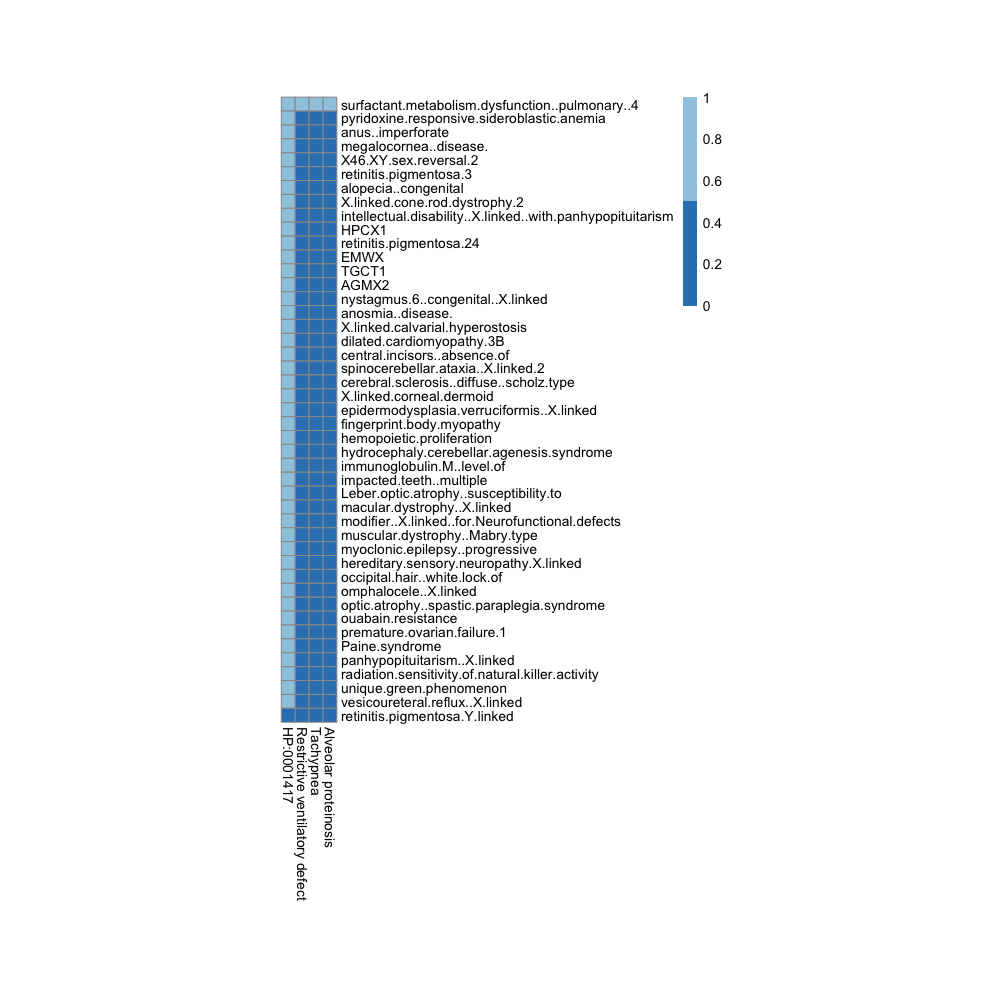 surfactant.metabolism.dysfunction..pulmonary..4
pyridoxine.responsive.sideroblastic.anemia
anus..imperforate
megalocornea..disease.
X46.XY.sex.reversal.2
retinitis.pigmentosa.3
alopecia..congenital
X.linked.cone.rod.dystrophy.2
intellectual.disability..X.linked..with.panhypopituitarism
HPCX1
retinitis.pigmentosa.24
EMWX
TGCT1
AGMX2
nystagmus.6..congenital..X.linked
anosmia..disease.
X.linked.calvarial.hyperostosis
dilated.cardiomyopathy.3B
central.incisors..absence.of
spinocerebellar.ataxia..X.linked.2
cerebral.sclerosis..diffuse..scholz.type
X.linked.corneal.dermoid
epidermodysplasia.verruciformis..X.linked
fingerprint.body.myopathy
hemopoietic.proliferation
hydrocephaly.cerebellar.agenesis.syndrome
immunoglobulin.M..level.of
impacted.teeth..multiple
Leber.optic.atrophy..susceptibility.to
macular.dystrophy..X.linked
modifier..X.linked..for.Neurofunctional.defects
muscular.dystrophy..Mabry.type
myoclonic.epilepsy..progressive
hereditary.sensory.neuropathy.X.linked
occipital.hair..white.lock.of
omphalocele..X.linked
optic.atrophy..spastic.paraplegia.syndrome
ouabain.resistance
premature.ovarian.failure.1
Paine.syndrome
panhypopituitarism..X.linked
radiation.sensitivity.of.natural.killer.activity
unique.green.phenomenon
vesicoureteral.reflux..X.linked
retinitis.pigmentosa.Y.linked
HP:0001417
Restrictive ventilatory defect
Tachypnea
Alveolar proteinosis
1
0.8
0.6
0.4
0.2
0